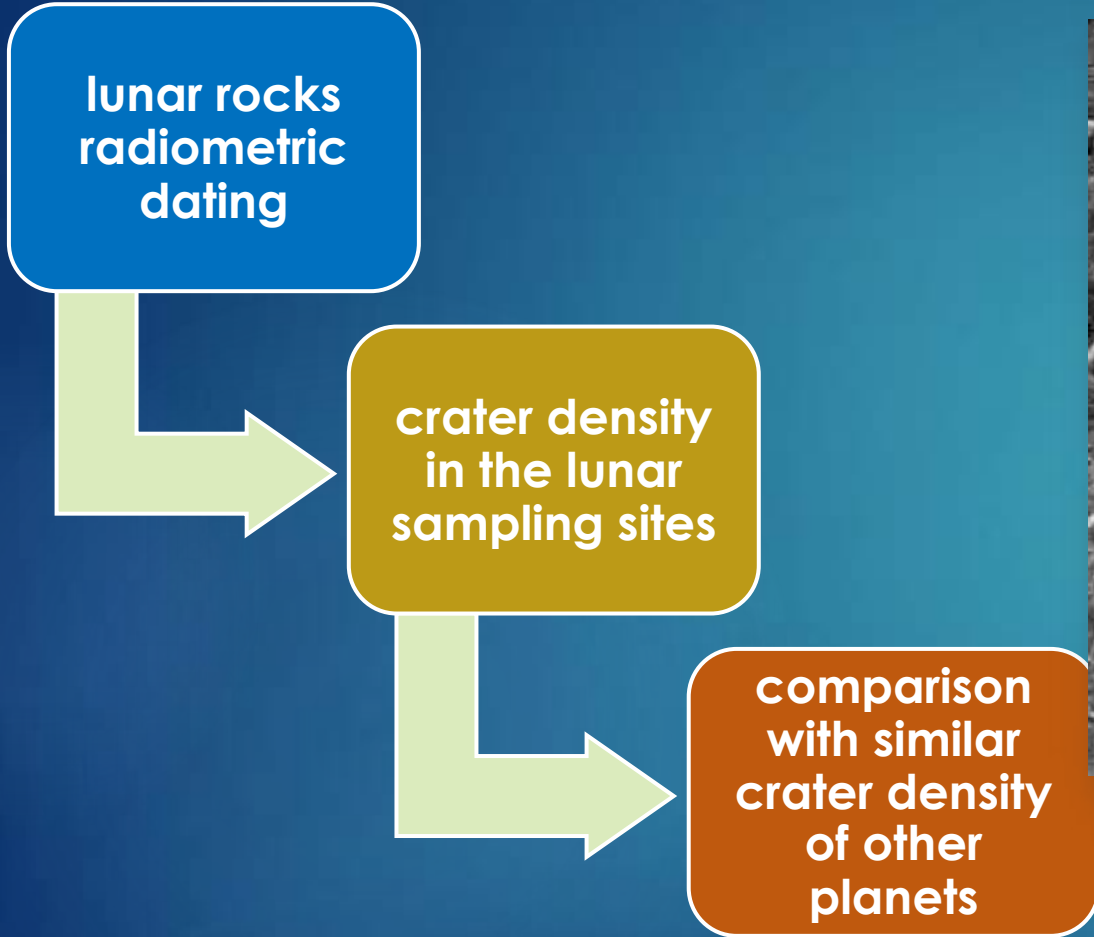 lunar rocks
radiometric
dating
crater density
in the lunar
sampling sites
comparison
with similar
crater density
of other
planets